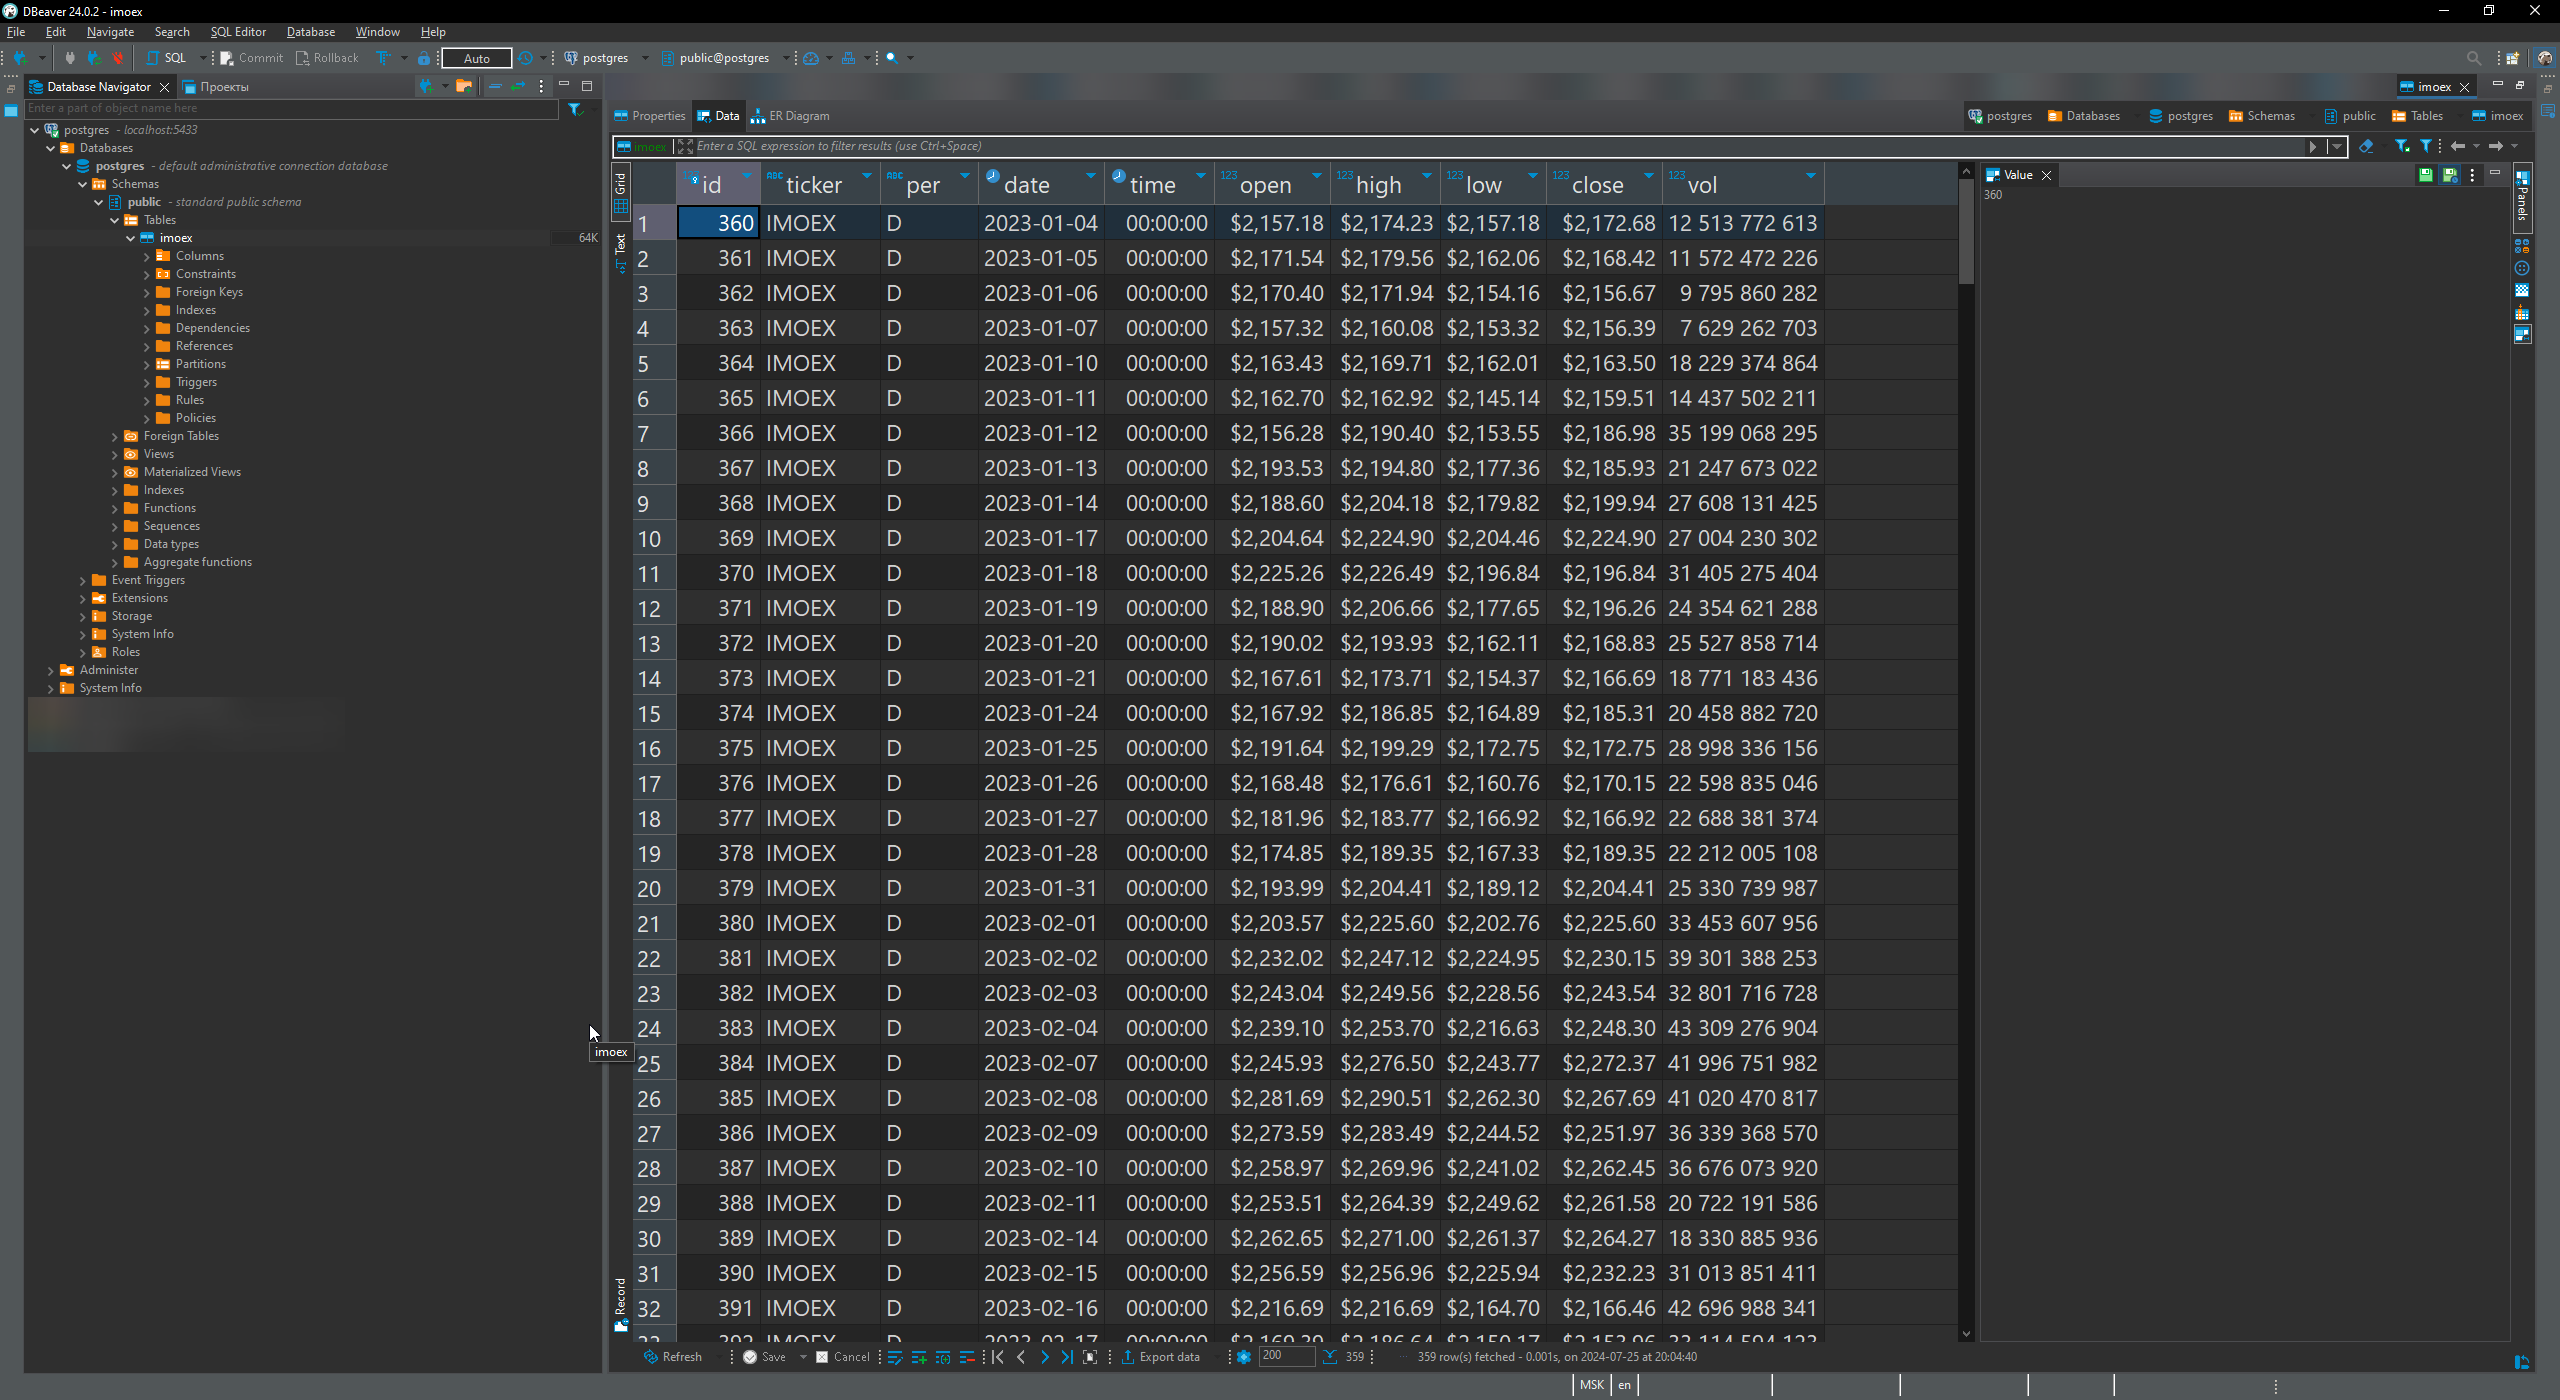 DBeaver 24.0.2 - imoex
File Edit Navigate Search SQL Editor Database Window Help
SQL Commit Rollback Auto postgres public@postgres
Database Navigator Проекты
Enter a part of object name here
postgres - localhost:5433
Databases
postgres - default administrative connection database
Schemas
public - standard public schema
Tables
imoex 64K
Columns
Constraints
Foreign Keys
Indexes
Dependencies
References
Partitions
Triggers
Rules
Policies
Foreign Tables
Views
Materialized Views
Indexes
Functions
Sequences
Data types
Aggregate functions
Event Triggers
Extensions
Storage
System Info
Roles
Administer
System Info
imoex
imoex
Properties Data ER Diagram
postgres Databases postgres Schemas public Tables imoex
imoex Enter a SQL expression to filter results (use Ctrl+Space)
Grid
Text
Record
123 id ABC ticker ABC per date time 123 open 123 high 123 low 123 close 123 vol
1 360 IMOEX D 2023-01-04 00:00:00 $2,157.18 $2,174.23 $2,157.18 $2,172.68 12 513 772 613
2 361 IMOEX D 2023-01-05 00:00:00 $2,171.54 $2,179.56 $2,162.06 $2,168.42 11 572 472 226
3 362 IMOEX D 2023-01-06 00:00:00 $2,170.40 $2,171.94 $2,154.16 $2,156.67 9 795 860 282
4 363 IMOEX D 2023-01-07 00:00:00 $2,157.32 $2,160.08 $2,153.32 $2,156.39 7 629 262 703
5 364 IMOEX D 2023-01-10 00:00:00 $2,163.43 $2,169.71 $2,162.01 $2,163.50 18 229 374 864
6 365 IMOEX D 2023-01-11 00:00:00 $2,162.70 $2,162.92 $2,145.14 $2,159.51 14 437 502 211
7 366 IMOEX D 2023-01-12 00:00:00 $2,156.28 $2,190.40 $2,153.55 $2,186.98 35 199 068 295
8 367 IMOEX D 2023-01-13 00:00:00 $2,193.53 $2,194.80 $2,177.36 $2,185.93 21 247 673 022
9 368 IMOEX D 2023-01-14 00:00:00 $2,188.60 $2,204.18 $2,179.82 $2,199.94 27 608 131 425
10 369 IMOEX D 2023-01-17 00:00:00 $2,204.64 $2,224.90 $2,204.46 $2,224.90 27 004 230 302
11 370 IMOEX D 2023-01-18 00:00:00 $2,225.26 $2,226.49 $2,196.84 $2,196.84 31 405 275 404
12 371 IMOEX D 2023-01-19 00:00:00 $2,188.90 $2,206.66 $2,177.65 $2,196.26 24 354 621 288
13 372 IMOEX D 2023-01-20 00:00:00 $2,190.02 $2,193.93 $2,162.11 $2,168.83 25 527 858 714
14 373 IMOEX D 2023-01-21 00:00:00 $2,167.61 $2,173.71 $2,154.37 $2,166.69 18 771 183 436
15 374 IMOEX D 2023-01-24 00:00:00 $2,167.92 $2,186.85 $2,164.89 $2,185.31 20 458 882 720
16 375 IMOEX D 2023-01-25 00:00:00 $2,191.64 $2,199.29 $2,172.75 $2,172.75 28 998 336 156
17 376 IMOEX D 2023-01-26 00:00:00 $2,168.48 $2,176.61 $2,160.76 $2,170.15 22 598 835 046
18 377 IMOEX D 2023-01-27 00:00:00 $2,181.96 $2,183.77 $2,166.92 $2,166.92 22 688 381 374
19 378 IMOEX D 2023-01-28 00:00:00 $2,174.85 $2,189.35 $2,167.33 $2,189.35 22 212 005 108
20 379 IMOEX D 2023-01-31 00:00:00 $2,193.99 $2,204.41 $2,189.12 $2,204.41 25 330 739 987
21 380 IMOEX D 2023-02-01 00:00:00 $2,203.57 $2,225.60 $2,202.76 $2,225.60 33 453 607 956
22 381 IMOEX D 2023-02-02 00:00:00 $2,232.02 $2,247.12 $2,224.95 $2,230.15 39 301 388 253
23 382 IMOEX D 2023-02-03 00:00:00 $2,243.04 $2,249.56 $2,228.56 $2,243.54 32 801 716 728
24 383 IMOEX D 2023-02-04 00:00:00 $2,239.10 $2,253.70 $2,216.63 $2,248.30 43 309 276 904
25 384 IMOEX D 2023-02-07 00:00:00 $2,245.93 $2,276.50 $2,243.77 $2,272.37 41 996 751 982
26 385 IMOEX D 2023-02-08 00:00:00 $2,281.69 $2,290.51 $2,262.30 $2,267.69 41 020 470 817
27 386 IMOEX D 2023-02-09 00:00:00 $2,273.59 $2,283.49 $2,244.52 $2,251.97 36 339 368 570
28 387 IMOEX D 2023-02-10 00:00:00 $2,258.97 $2,269.96 $2,241.02 $2,262.45 36 676 073 920
29 388 IMOEX D 2023-02-11 00:00:00 $2,253.51 $2,264.39 $2,249.62 $2,261.58 20 722 191 586
30 389 IMOEX D 2023-02-14 00:00:00 $2,262.65 $2,271.00 $2,261.37 $2,264.27 18 330 885 936
31 390 IMOEX D 2023-02-15 00:00:00 $2,256.59 $2,256.96 $2,225.94 $2,232.23 31 013 851 411
32 391 IMOEX D 2023-02-16 00:00:00 $2,216.69 $2,216.69 $2,164.70 $2,166.46 42 696 988 341
Value
360
Panels
Refresh Save Cancel Export data 200 359 359 row(s) fetched - 0.001s, on 2024-07-25 at 20:04:40
MSK en